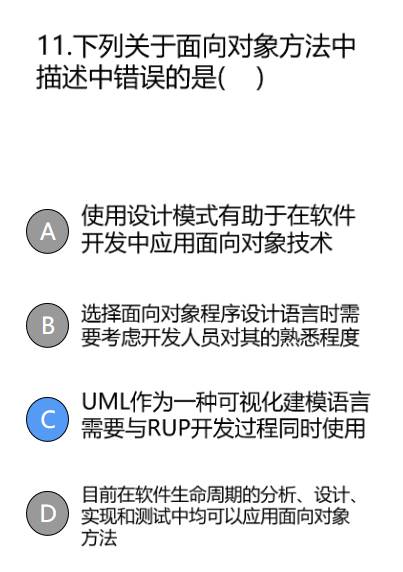 11.下列关于面向对象方法中
描述中错误的是(    )
A
使用设计模式有助于在软件
开发中应用面向对象技术
B
选择面向对象程序设计语言时需
要考虑开发人员对其的熟悉程度
C
UML作为一种可视化建模语言
需要与RUP开发过程同时使用
D
目前在软件生命周期的分析、设计、
实现和测试中均可以应用面向对象
方法